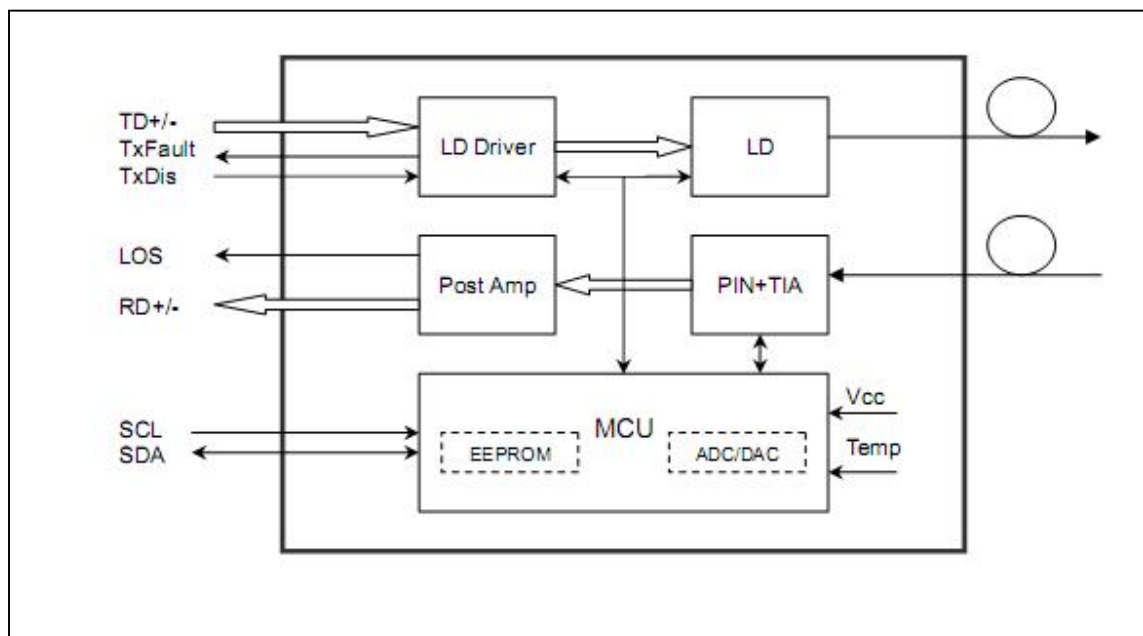 TD+/-
TxFault
TxDis
LD Driver
LD
LOS
RD+/-
Post Amp
PIN+TIA
SCL
SDA
MCU
EEPROM
ADC/DAC
Vcc
Temp